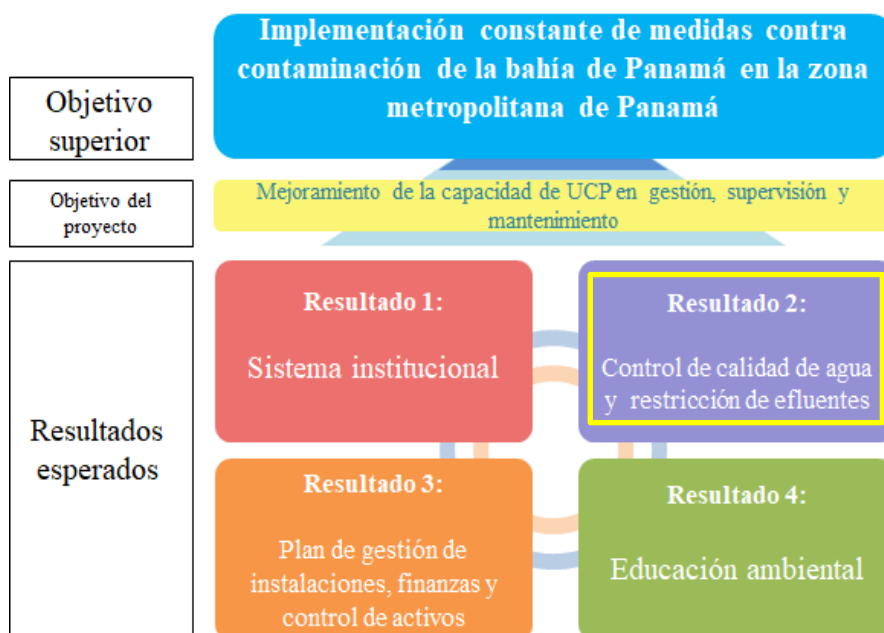 Implementación constante de medidas contra
contaminación de la bahía de Panamá en la zona
metropolitana de Panamá
Objetivo
superior
Objetivo del
proyecto
Mejoramiento de la capacidad de UCP en gestión, supervisión y
mantenimiento
Resultados
esperados
Resultado 1:
Sistema institucional
Resultado 2:
Control de calidad de agua
y restricción de efluentes
Resultado 3:
Plan de gestión de
instalaciones, finanzas y
control de activos
Resultado 4:
Educación ambiental